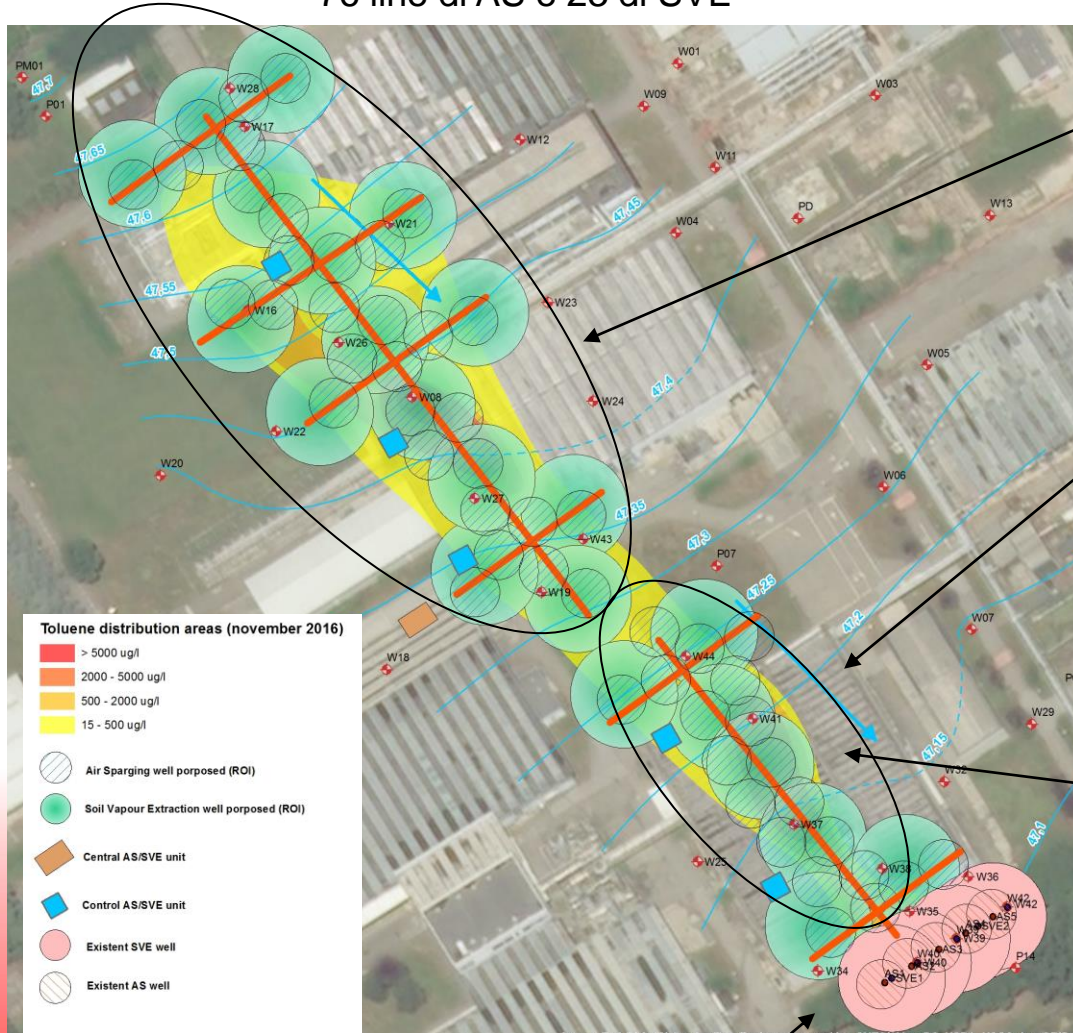 76 line di AS e 28 di SVE
PM01
W01
47,7
P01
W28
W09
W03
W17
W12
W11
47,65
47,6
47,45
W21
W04
PD
W13
47,55
W16
W23
47,5
W26
W05
47,4
W08
W24
W22
W20
W06
W27
47,35
W43
47,3
P07
W19
47,25
47,2
W07
W18
W44
W41
W29
47,15
W32
W37
47,1
W25
W38
W36
W35
W42
W42
AS5
SVE2
W39
AS3
W40
W40
W34
P14
AS1
SVE1
Toluene distribution areas (november 2016)
> 5000 ug/l
2000 - 5000 ug/l
500 - 2000 ug/l
15 - 500 ug/l
Air Sparging well porposed (ROI)
Soil Vapour Extraction well porposed (ROI)
Central AS/SVE unit
Control AS/SVE unit
Existent SVE well
Existent AS well